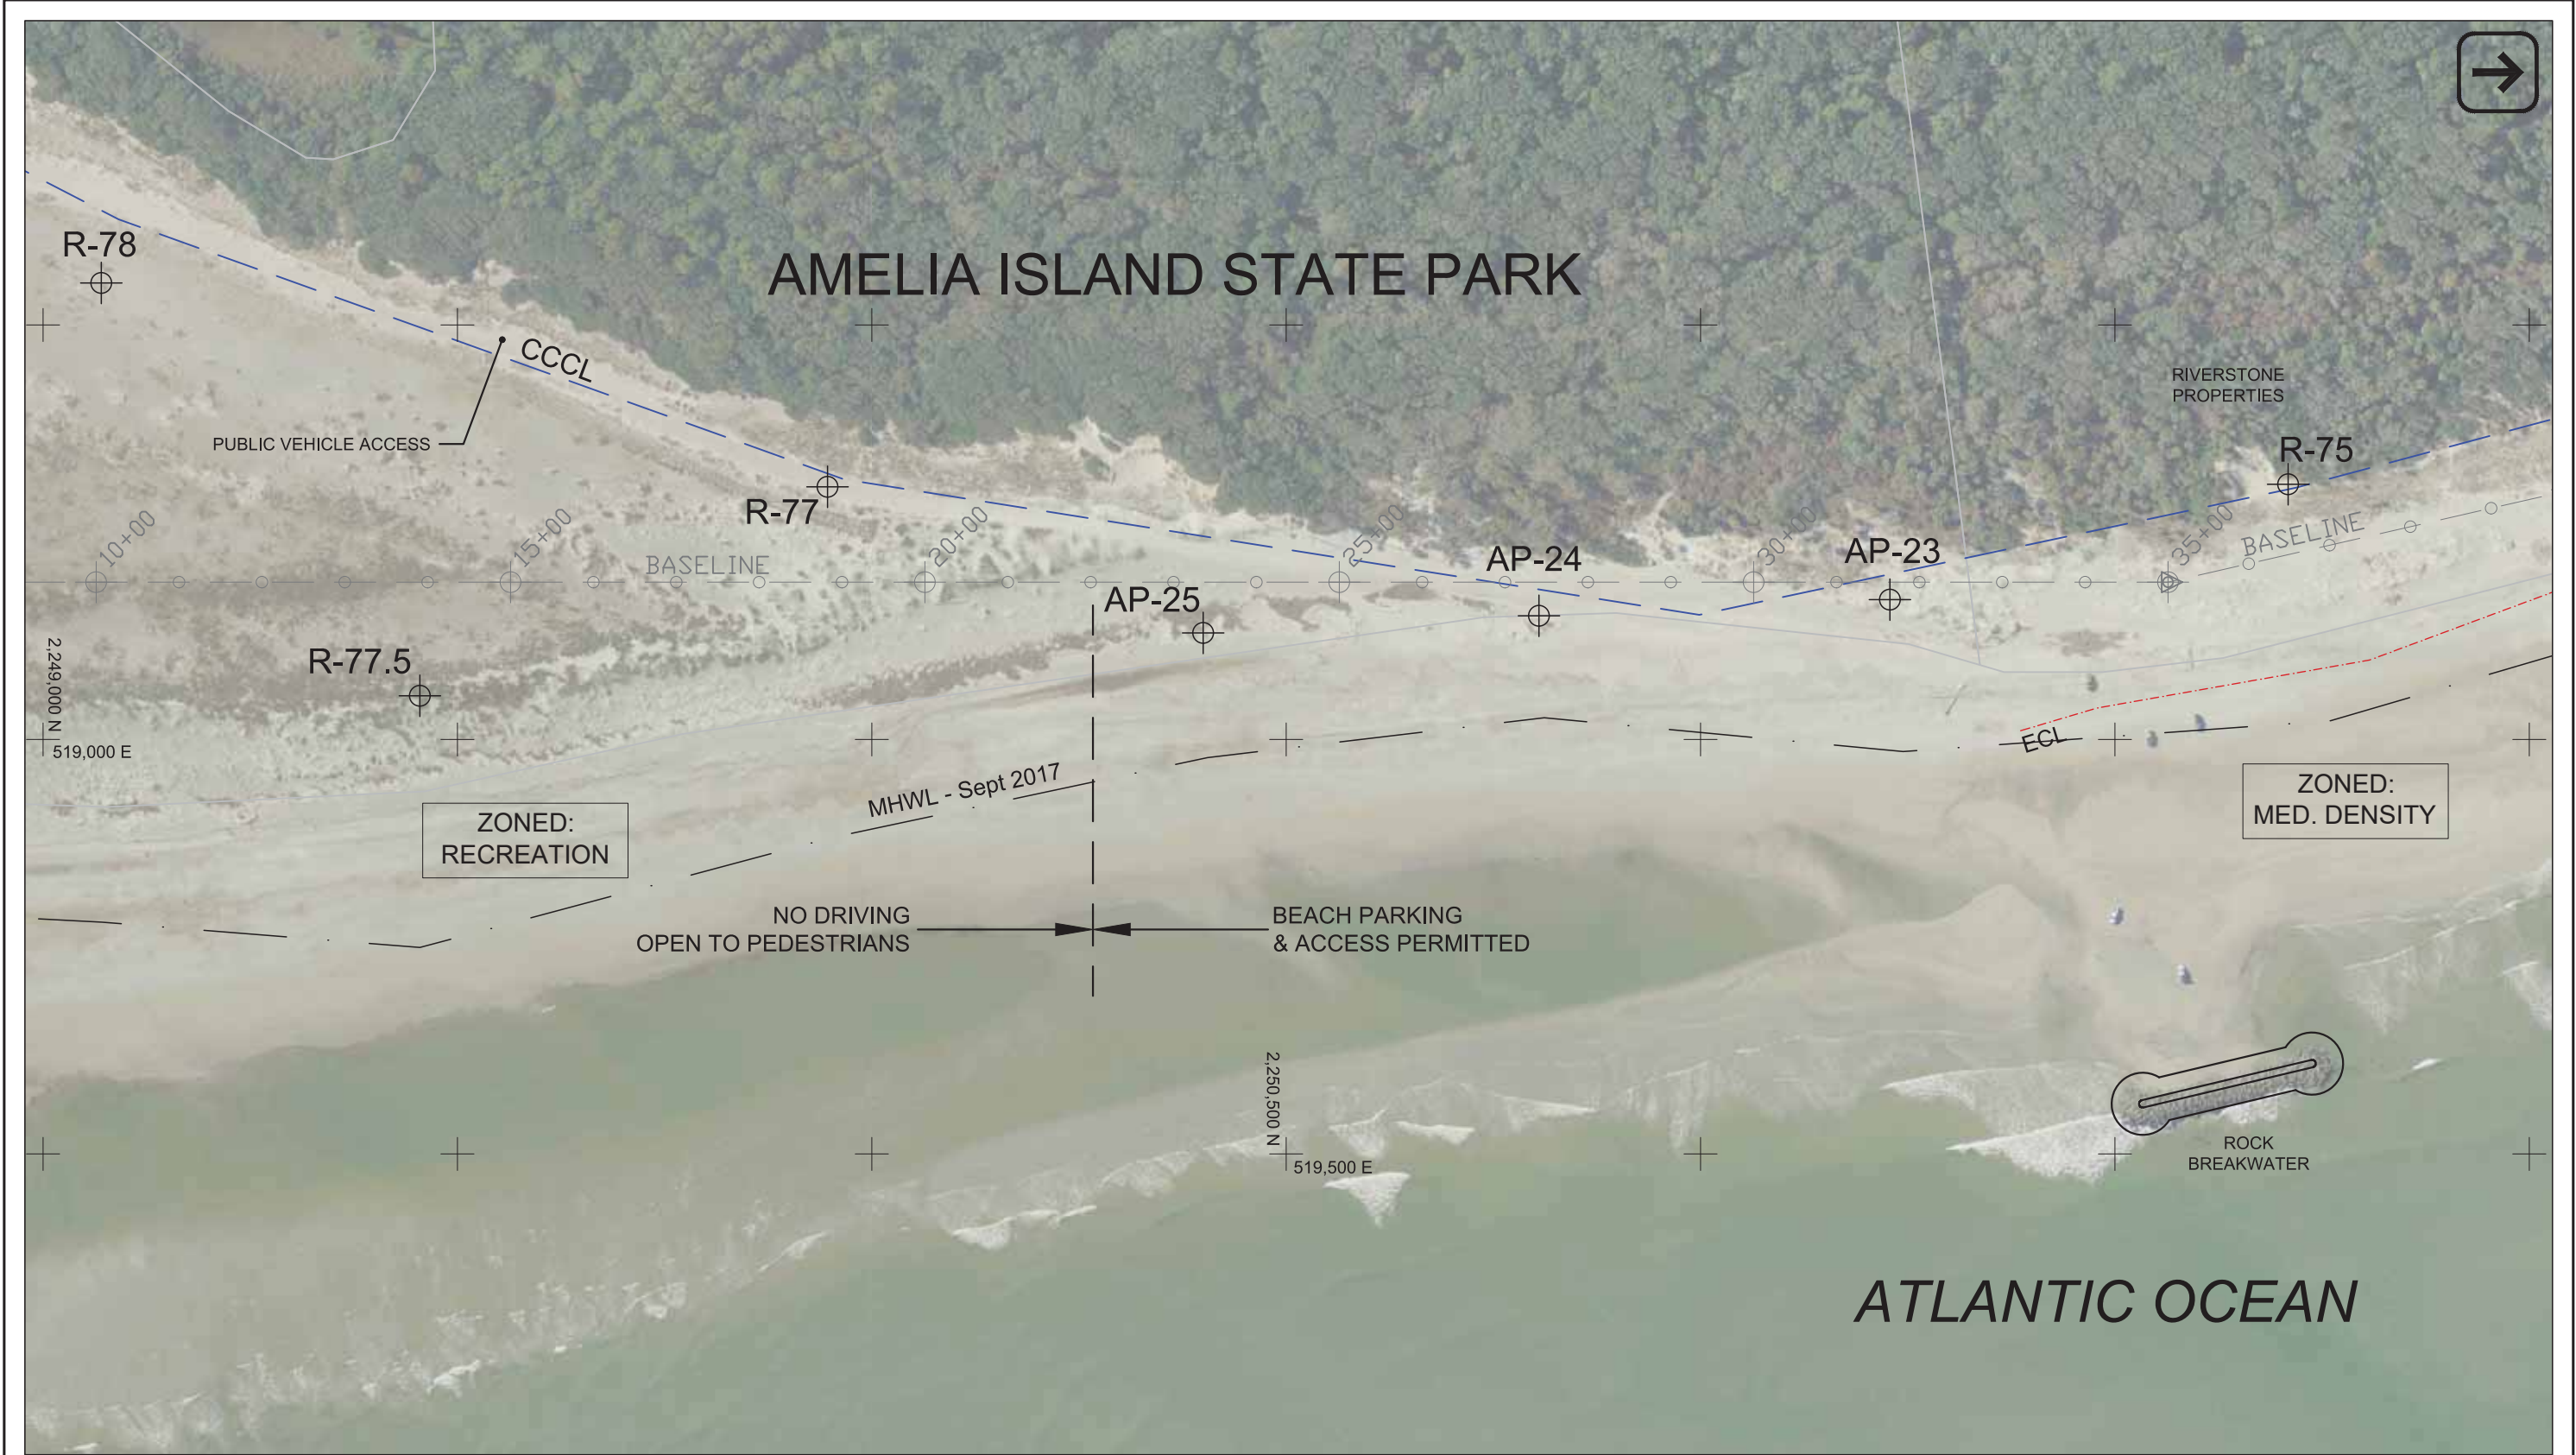 R-78
AMELIA ISLAND STATE PARK
CCCL
PUBLIC VEHICLE ACCESS
RIVERSTONE
PROPERTIES
R-75
R-77
10+00
15+00
BASELINE
20+00
25+00
AP-24
30+00
AP-23
35+00
BASELINE
AP-25
R-77.5
2,249,000 N
519,000 E
ECL
MHWL - Sept 2017
ZONED:
RECREATION
ZONED:
MED. DENSITY
NO DRIVING
OPEN TO PEDESTRIANS
BEACH PARKING
& ACCESS PERMITTED
2,250,500 N
519,500 E
ROCK
BREAKWATER
ATLANTIC OCEAN